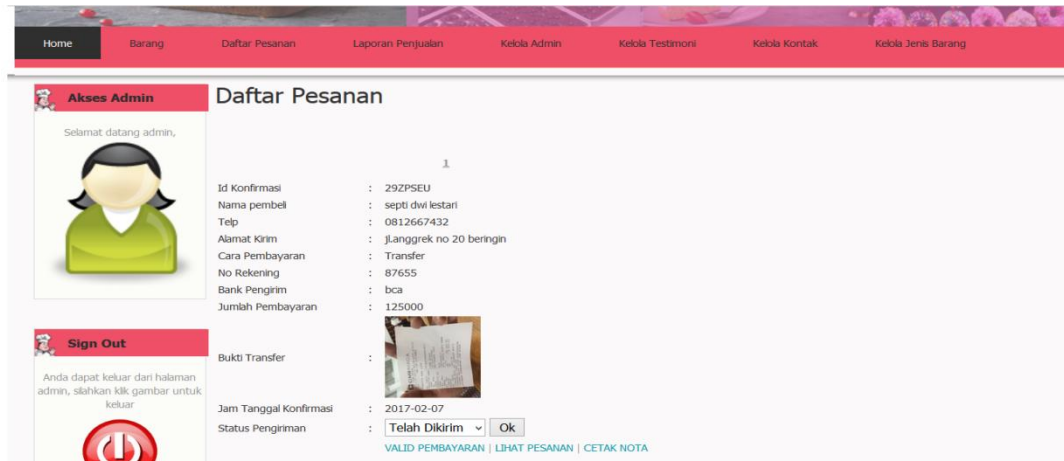 Home Barang Daftar Pesanan Laporan Penjualan Kelola Admin Kelola Testimoni Kelola Kontak Kelola Jenis Barang
Akses Admin
Selamat datang admin,
Sign Out
Anda dapat keluar dari halaman
admin, silahkan klik gambar untuk
keluar
Daftar Pesanan
1
Id Konfirmasi : 29ZPSEU
Nama pembeli : septi dwi lestari
Telp : 0812667432
Alamat Kirim : jl.anggrek no 20 beringin
Cara Pembayaran : Transfer
No Rekening : 87655
Bank Pengirim : bca
Jumlah Pembayaran : 125000
Bukti Transfer :
Jam Tanggal Konfirmasi : 2017-02-07
Status Pengiriman : Telah Dikirim Ok
VALID PEMBAYARAN | LIHAT PESANAN | CETAK NOTA